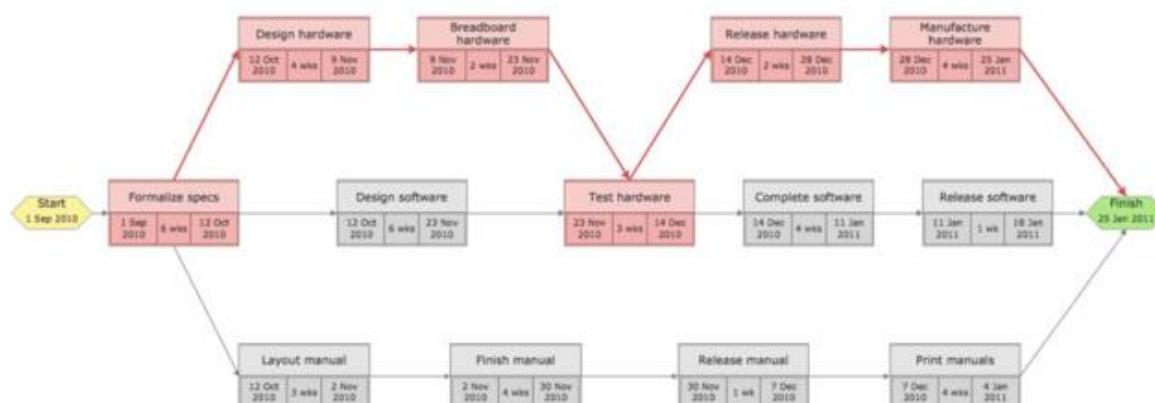 Design hardware
12 Oct 2010 4 wks 9 Nov 2010
Breadboard
hardware
9 Nov 2010 2 wks 23 Nov 2010
Release hardware
14 Dec 2010 2 wks 28 Dec 2010
Manufacture
hardware
28 Dec 2010 4 wks 25 Jan 2011
Start
1 Sep 2010
Formalize specs
1 Sep 2010 6 wks 12 Oct 2010
Design software
12 Oct 2010 6 wks 23 Nov 2010
Test hardware
23 Nov 2010 3 wks 14 Dec 2010
Complete software
14 Dec 2010 4 wks 11 Jan 2011
Release software
11 Jan 2011 1 wk 18 Jan 2011
Finish
25 Jan 2011
Layout manual
12 Oct 2010 3 wks 2 Nov 2010
Finish manual
2 Nov 2010 4 wks 30 Nov 2010
Release manual
30 Nov 2010 1 wk 7 Dec 2010
Print manuals
7 Dec 2010 4 wks 4 Jan 2011